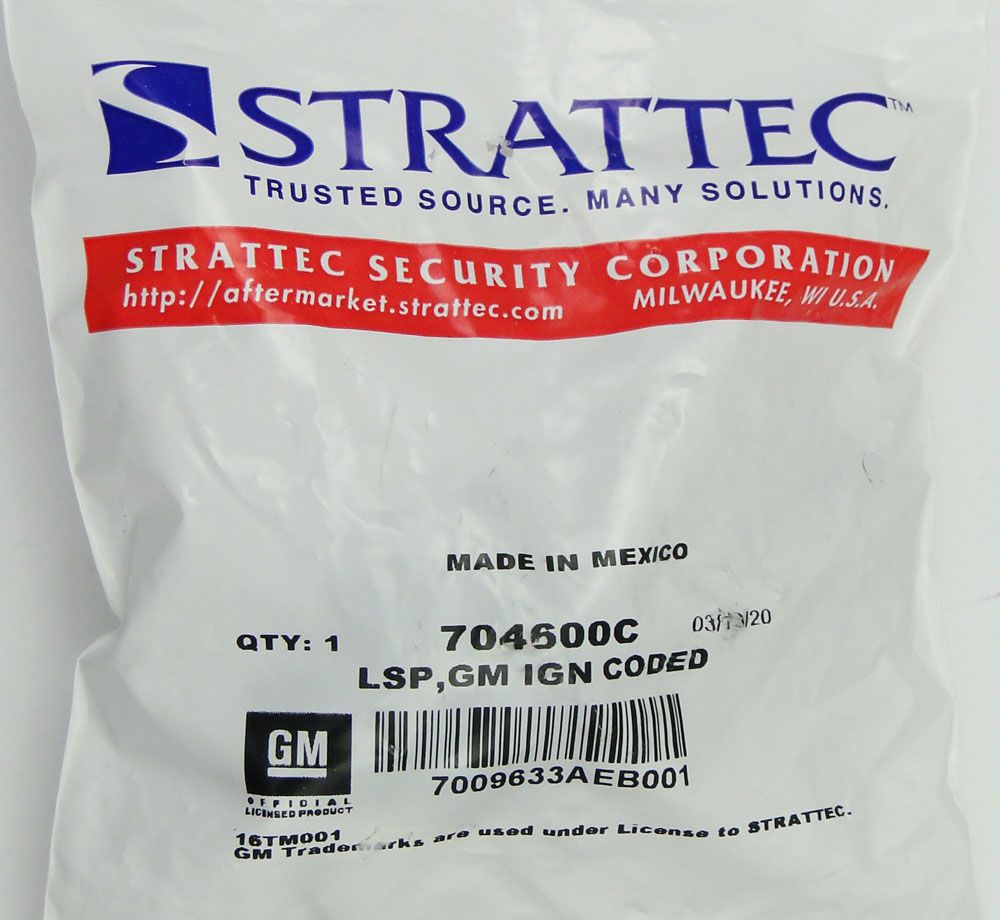 STRATTEC™
TRUSTED SOURCE. MANY SOLUTIONS.
STRATTEC SECURITY CORPORATION
http://aftermarket.strattec.com MILWAUKEE, WI U.S.A.
MADE IN MEXICO
QTY: 1 704600C
LSP,GM IGN CODED
GM
OFFICIAL
LICENSED PRODUCT
7009633AEB001
16TM001
GM Trademarks are used under License to STRATTEC.